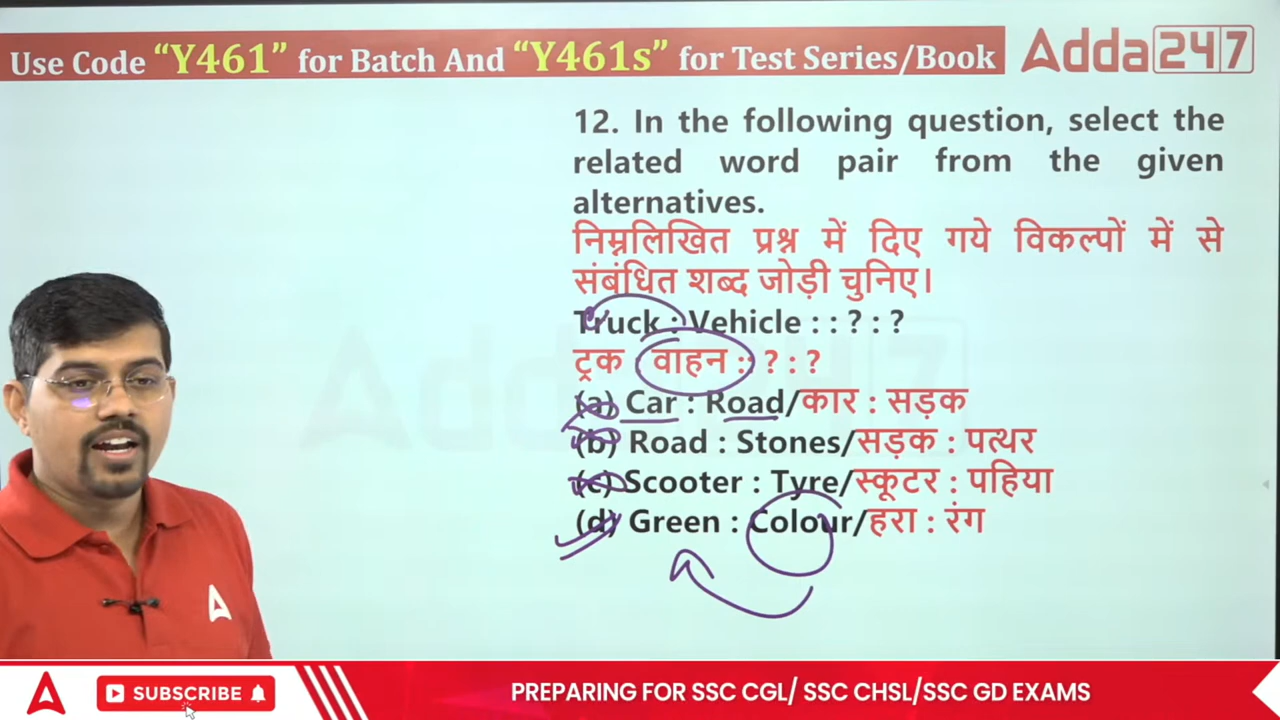 Use Code “Y461” for Batch And “Y461s” for Test Series/Book
Adda247
12. In the following question, select the
related word pair from the given
alternatives.
निम्नलिखित प्रश्न में दिए गये विकल्पों में से
संबंधित शब्द जोड़ी चुनिए।
Truck : Vehicle : : ? : ?
ट्रक : वाहन :: ? : ?
(a) Car : Road/कार : सड़क
(b) Road : Stones/सड़क : पत्थर
(c) Scooter : Tyre/स्कूटर : पहिया
(d) Green : Colour/हरा : रंग
SUBSCRIBE
PREPARING FOR SSC CGL/ SSC CHSL/SSC GD EXAMS